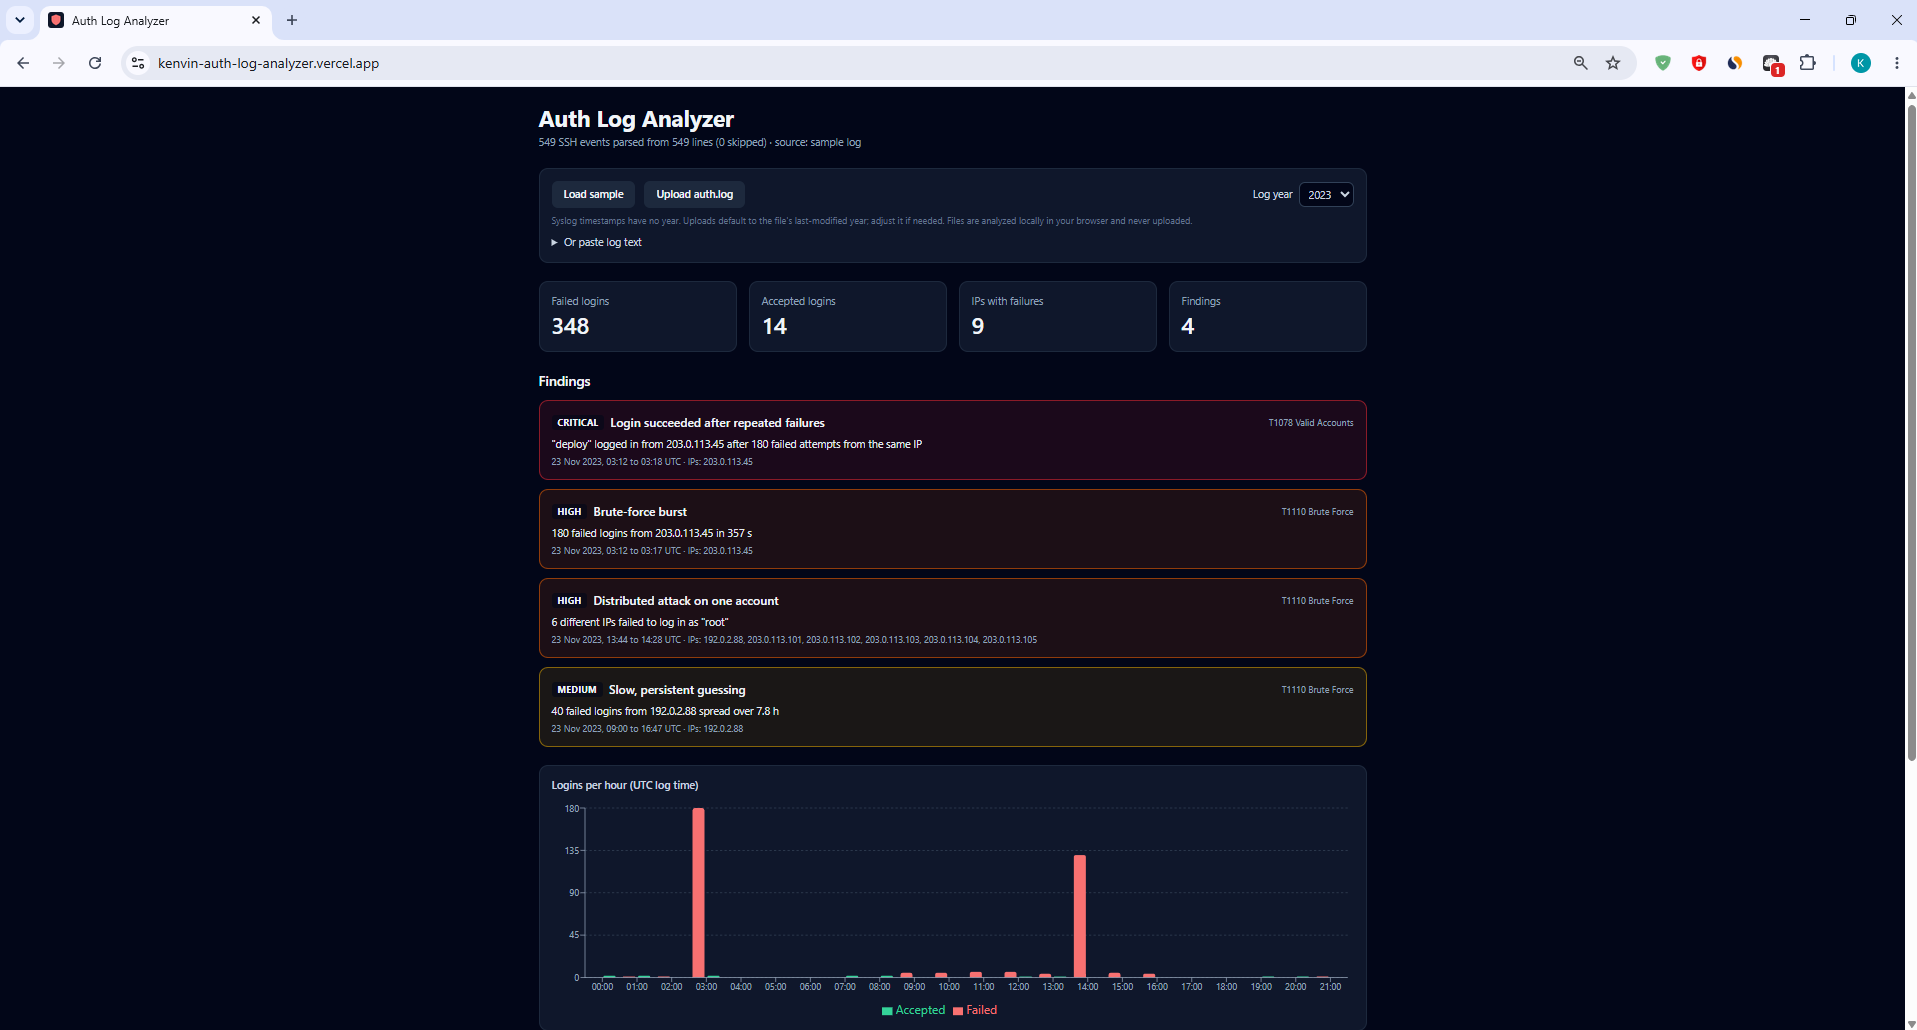 Auth Log Analyzer
kenvin-auth-log-analyzer.vercel.app
1
K
Auth Log Analyzer
549 SSH events parsed from 549 lines (0 skipped) · source: sample log
Load sample
Upload auth.log
Log year
2023
Syslog timestamps have no year. Uploads default to the file's last-modified year; adjust it if needed. Files are analyzed locally in your browser and never uploaded.
Or paste log text
Failed logins
348
Accepted logins
14
IPs with failures
9
Findings
4
Findings
CRITICAL Login succeeded after repeated failures
T1078 Valid Accounts
"deploy" logged in from 203.0.113.45 after 180 failed attempts from the same IP
23 Nov 2023, 03:12 to 03:18 UTC · IPs: 203.0.113.45
HIGH Brute-force burst
T1110 Brute Force
180 failed logins from 203.0.113.45 in 357 s
23 Nov 2023, 03:12 to 03:17 UTC · IPs: 203.0.113.45
HIGH Distributed attack on one account
T1110 Brute Force
6 different IPs failed to log in as "root"
23 Nov 2023, 13:44 to 14:28 UTC · IPs: 192.0.2.88, 203.0.113.101, 203.0.113.102, 203.0.113.103, 203.0.113.104, 203.0.113.105
MEDIUM Slow, persistent guessing
T1110 Brute Force
40 failed logins from 192.0.2.88 spread over 7.8 h
23 Nov 2023, 09:00 to 16:47 UTC · IPs: 192.0.2.88
Logins per hour (UTC log time)
180
135
90
45
0
00:00 01:00 02:00 03:00 04:00 05:00 06:00 07:00 08:00 09:00 10:00 11:00 12:00 13:00 14:00 15:00 16:00 17:00 18:00 19:00 20:00 21:00
Accepted Failed